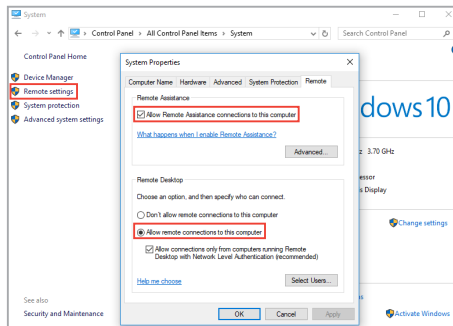 System
Control Panel > All Control Panel Items > System
Search Control Panel
Control Panel Home
Device Manager
Remote settings
System protection
Advanced system settings
See also
Security and Maintenance
System Properties
Computer Name Hardware Advanced System Protection Remote
Remote Assistance
Allow Remote Assistance connections to this computer
What happens when I enable Remote Assistance?
Advanced...
Remote Desktop
Choose an option, and then specify who can connect.
Don't allow remote connections to this computer
Allow remote connections to this computer
Allow connections only from computers running Remote
Desktop with Network Level Authentication (recommended)
Help me choose
Select Users...
OK Cancel Apply
dows 10
z 3.70 GHz
essor
s Display
Change settings
Activate Windows